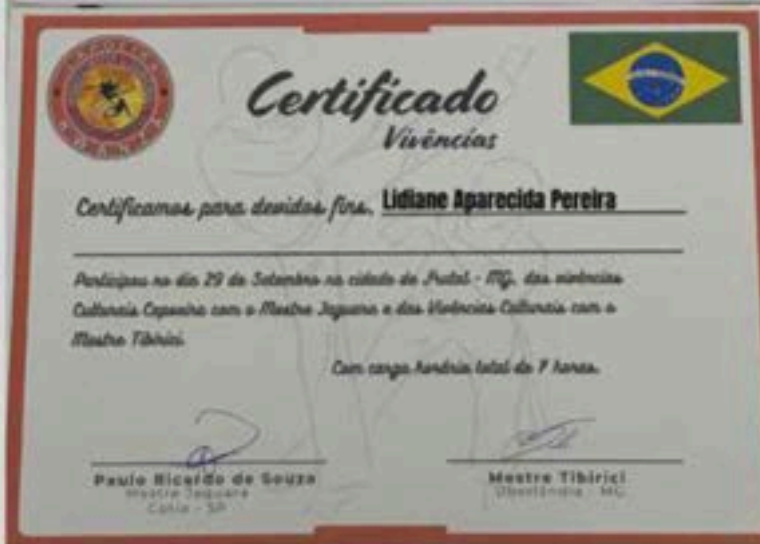 Certificado
Vivências
Certificamos para devidos fins, Lidiane Aparecida Pereira
Participou no dia 29 de Setembro na cidade de Frutal - MG, das vivências
Culturais Capoeira com o Mestre Jaguara e das Vivências Culturais com o
Mestre Tibirici.
Com carga horária total de 7 horas.
Paulo Ricardo de Souza
Mestre Jaguara
Cotia - SP
Mestre Tibirici
Uberlândia - MG